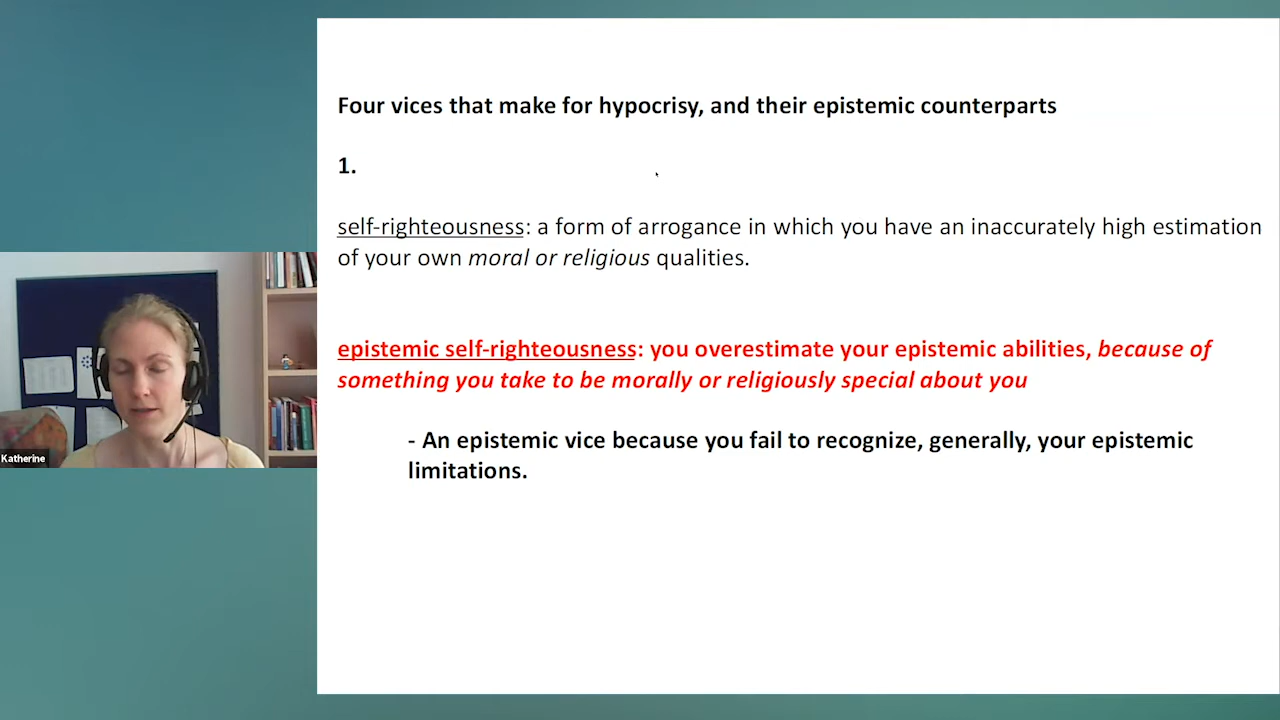 Four vices that make for hypocrisy, and their epistemic counterparts
1.
self-righteousness: a form of arrogance in which you have an inaccurately high estimation
of your own moral or religious qualities.
epistemic self-righteousness: you overestimate your epistemic abilities, because of
something you take to be morally or religiously special about you
- An epistemic vice because you fail to recognize, generally, your epistemic
limitations.
Katherine